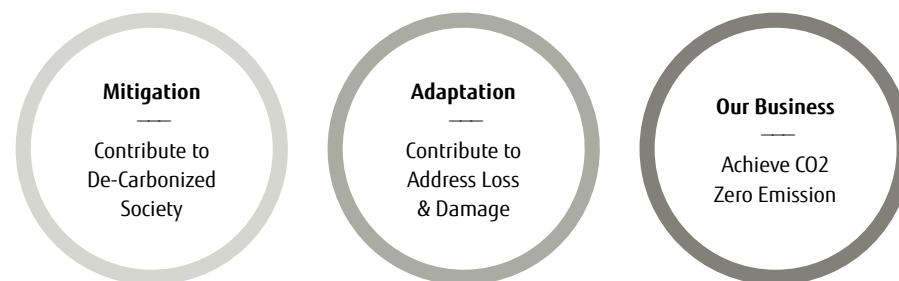 Mitigation
Contribute to
De-Carbonized
Society
Adaptation
Contribute to
Address Loss
& Damage
Our Business
Achieve CO2
Zero Emission